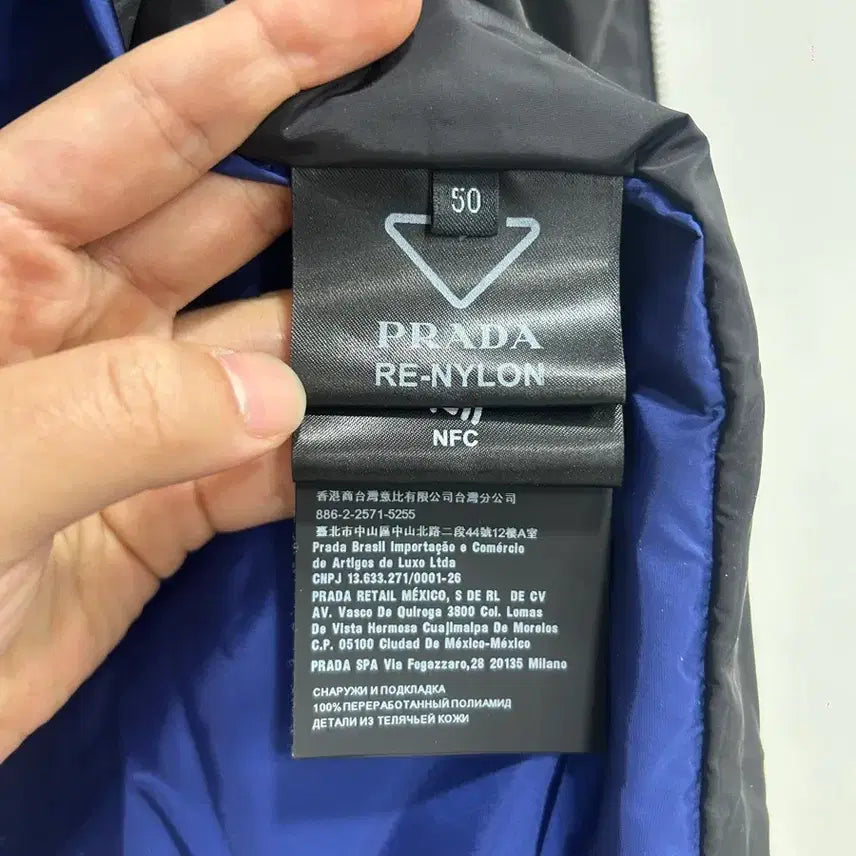 50
PRADA
RE-NYLON
NFC
香港商台灣意比有限公司台灣分公司
886-2-2571-5255
臺北市中山區中山北路二段44號12樓A室
Prada Brasil Importação e Comércio
de Artigos de Luxo Ltda
CNPJ 13.633.271/0001-26
PRADA RETAIL MÉXICO, S DE RL DE CV
AV. Vasco De Quiroga 3800 Col. Lomas
De Vista Hermosa Cuajimalpa De Morelos
C.P. 05100 Ciudad De México-México
PRADA SPA Via Fogazzaro,28 20135 Milano
СНАРУЖИ И ПОДКЛАДКА
100% ПЕРЕРАБОТАННЫЙ ПОЛИАМИД
ДЕТАЛИ ИЗ ТЕЛЯЧЬЕЙ КОЖИ